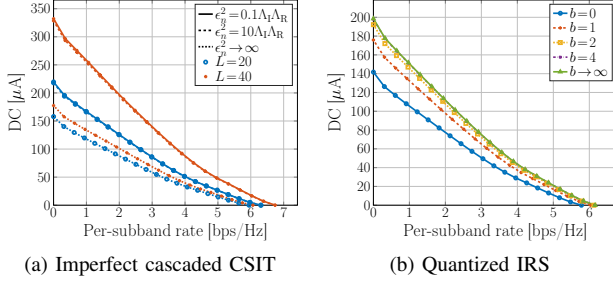 350
300
250
200
150
100
50
0
DC [μA]
0 1 2 3 4 5 6 7
Per-subband rate [bps/Hz]
ϵ_n^2=0.1Λ_IΛ_R
ϵ_n^2=10Λ_IΛ_R
ϵ_n^2→∞
L=20
L=40
(a) Imperfect cascaded CSIT
200
180
160
140
120
100
80
60
40
20
0
DC [μA]
0 1 2 3 4 5 6
Per-subband rate [bps/Hz]
b=0
b=1
b=2
b=4
b→∞
(b) Quantized IRS